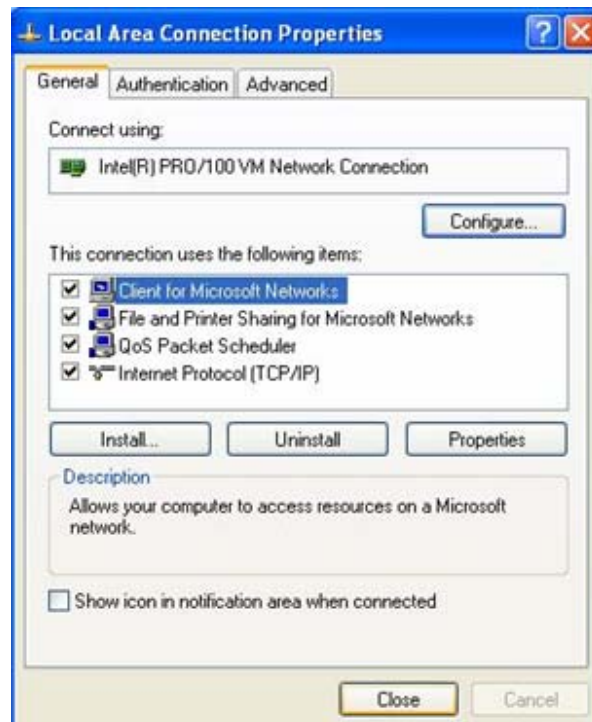 Local Area Connection Properties
General Authentication Advanced
Connect using:
Intel(R) PRO/100 VM Network Connection
Configure...
This connection uses the following items:
Client for Microsoft Networks
File and Printer Sharing for Microsoft Networks
QoS Packet Scheduler
Internet Protocol (TCP/IP)
Install... Uninstall Properties
Description
Allows your computer to access resources on a Microsoft
network.
Show icon in notification area when connected
Close Cancel